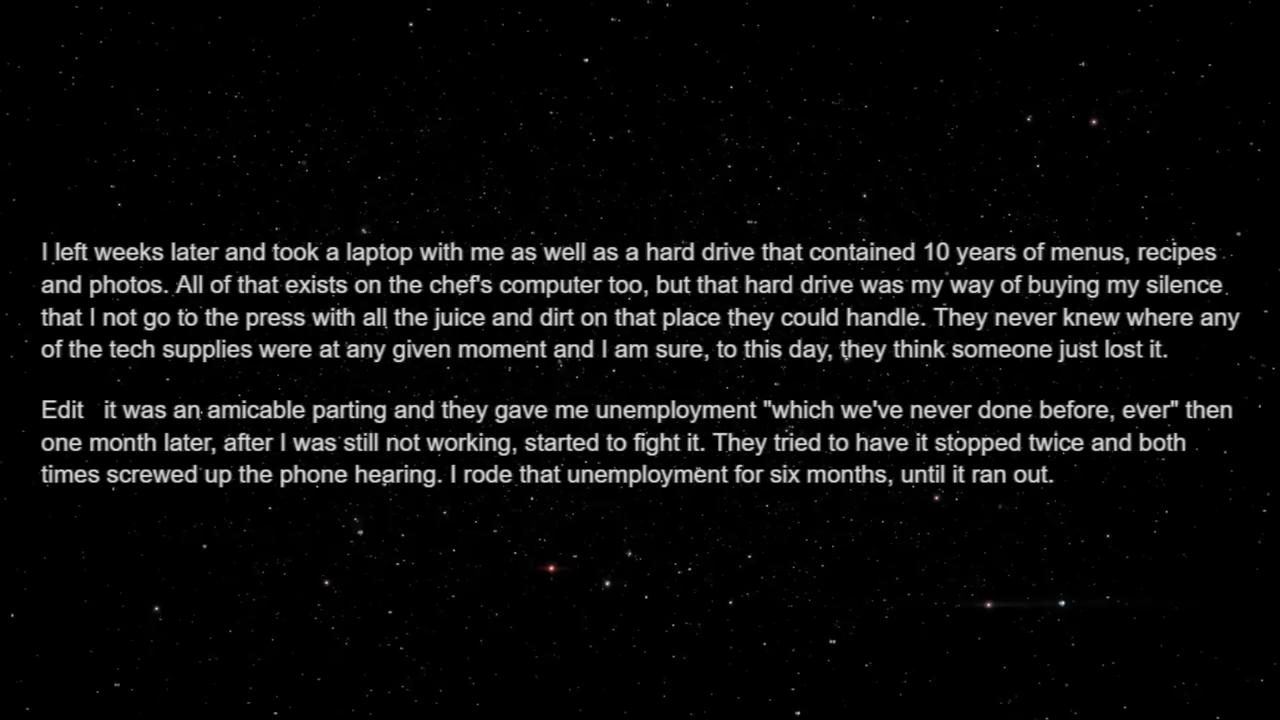 I left weeks later and took a laptop with me as well as a hard drive that contained 10 years of menus, recipes
and photos. All of that exists on the chef's computer too, but that hard drive was my way of buying my silence
that I not go to the press with all the juice and dirt on that place they could handle. They never knew where any
of the tech supplies were at any given moment and I am sure, to this day, they think someone just lost it.
Edit it was an amicable parting and they gave me unemployment "which we've never done before, ever" then
one month later, after I was still not working, started to fight it. They tried to have it stopped twice and both
times screwed up the phone hearing. I rode that unemployment for six months, until it ran out.